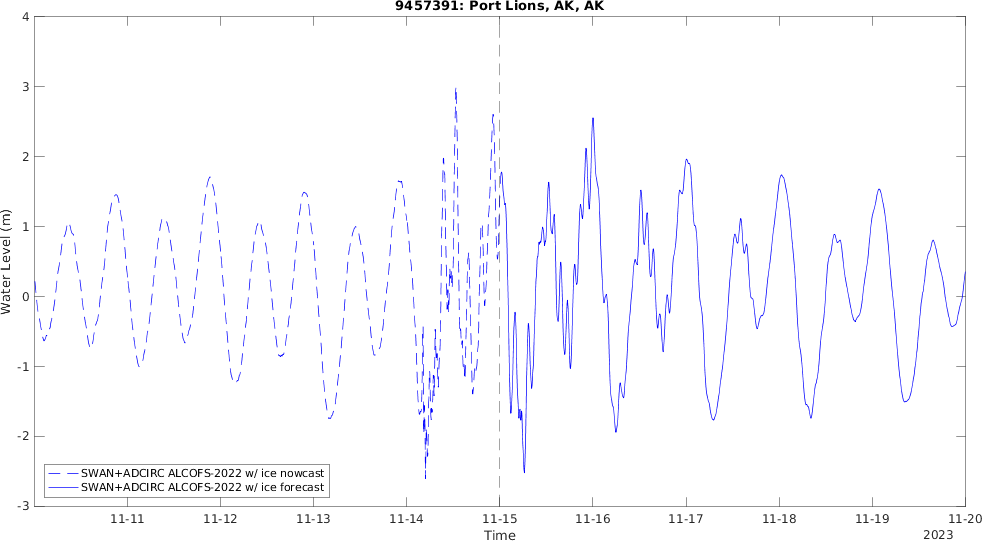 9457391: Port Lions, AK, AK
Water Level (m)
4
3
2
1
0
-1
-2
-3
SWAN+ADCIRC ALCOFS-2022 w/ ice nowcast
SWAN+ADCIRC ALCOFS-2022 w/ ice forecast
11-11 11-12 11-13 11-14 11-15 11-16 11-17 11-18 11-19 11-20
Time
2023